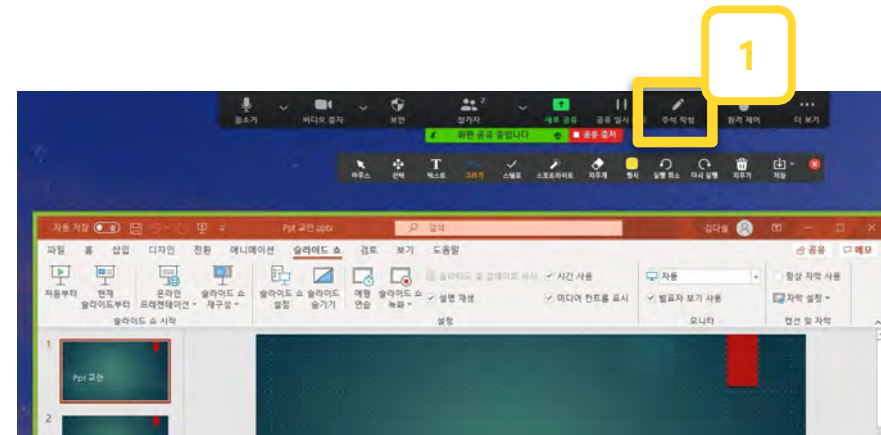 1
음소거 비디오 중지 보안 참가자 2 새로 공유 공유 일시 주석 작성 원격 제어 더 보기
화면 공유 중입니다 공유 중지
마우스 선택 텍스트 그리기 스탬프 스포트라이트 지우개 형식 실행 취소 다시 실행 지우기 저장
자동 저장 Ppt 교안.pptx 검색 김다슬
파일 홈 삽입 디자인 전환 애니메이션 슬라이드 쇼 검토 보기 도움말 공유 메모
처음부터 현재 슬라이드부터 온라인 프레젠테이션 슬라이드 쇼 재구성 슬라이드 쇼 설정 슬라이드 숨기기 예행 연습 슬라이드 쇼 녹화 시간 사용 자동 항상 자막 사용
설명 재생 미디어 컨트롤 표시 발표자 보기 사용 자막 설정
슬라이드 쇼 시작 설정 모니터 캡션 및 자막
1
Ppt 교안
2